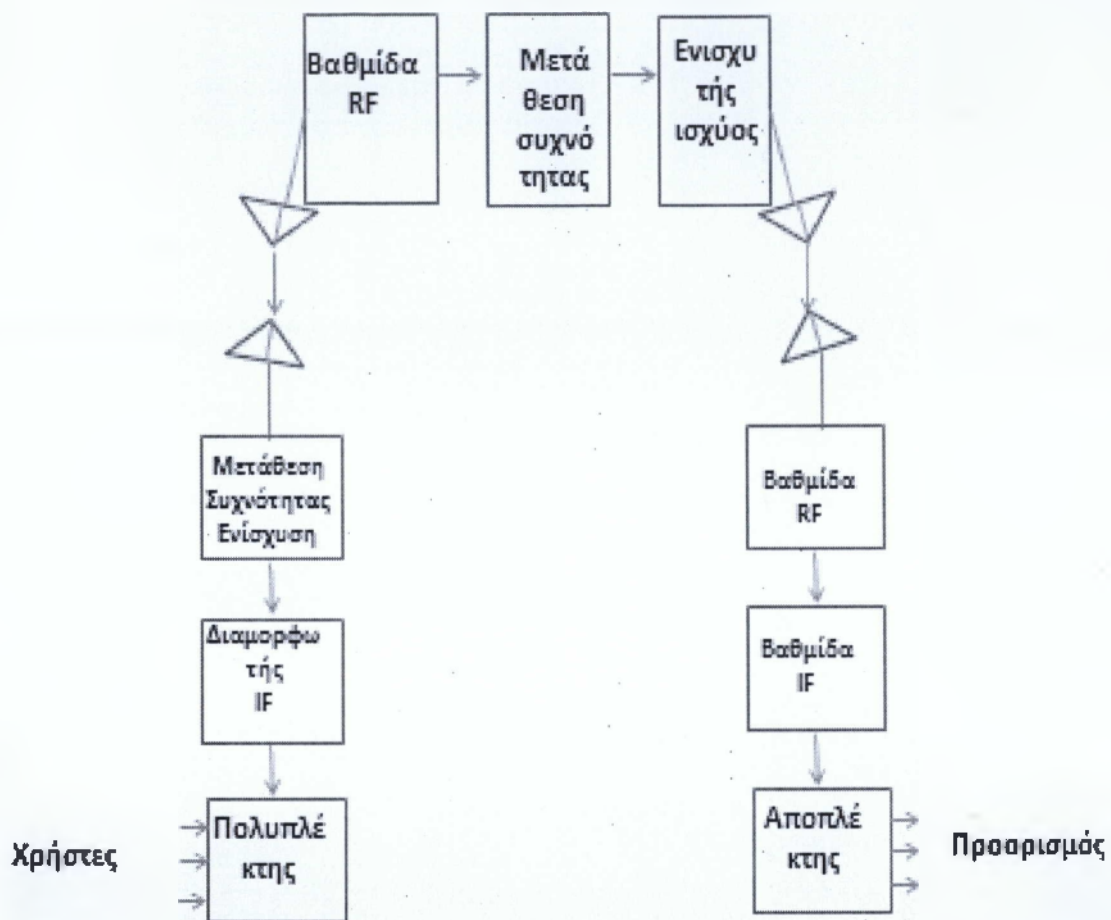 Βαθμίδα
RF
Μετά
θεση
συχνό
τητας
Ενισχυ
τής
ισχύος
Μετάθεση
Συχνότητας
Ενίσχυση
Βαθμίδα
RF
Διαμορφω
τής
IF
Βαθμίδα
IF
Χρήστες
Πολυπλέ
κτης
Αποπλέ
κτης
Προαρισμός